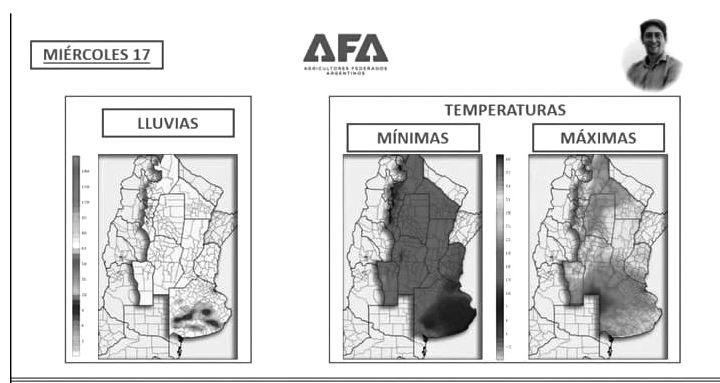 MIÉRCOLES 17
AFA
AGRICULTORES FEDERADOS
ARGENTINOS
LLUVIAS
TEMPERATURAS
MÍNIMAS
MÁXIMAS